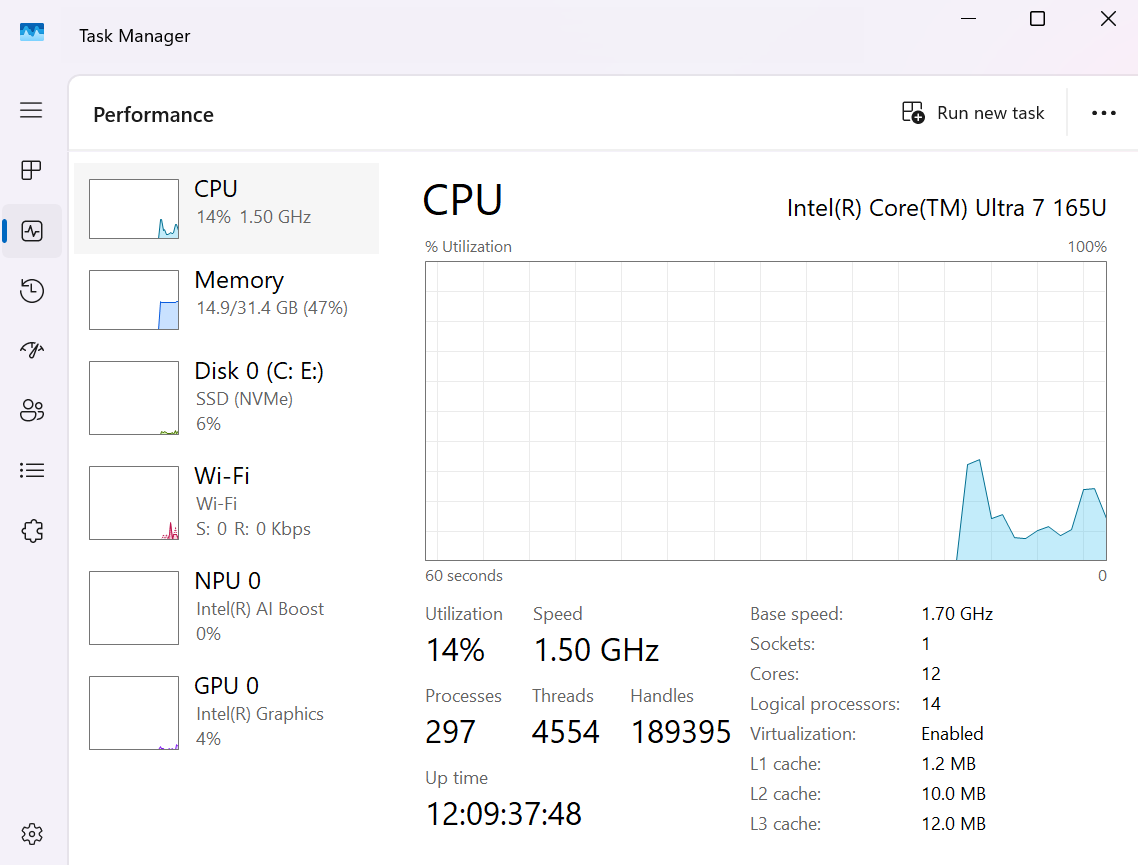 Task Manager
Performance
Run new task
CPU
14% 1.50 GHz
Memory
14.9/31.4 GB (47%)
Disk 0 (C: E:)
SSD (NVMe)
6%
Wi-Fi
Wi-Fi
S: 0 R: 0 Kbps
NPU 0
Intel(R) AI Boost
0%
GPU 0
Intel(R) Graphics
4%
CPU
Intel(R) Core(TM) Ultra 7 165U
% Utilization 100%
60 seconds 0
Utilization Speed
14% 1.50 GHz
Processes Threads Handles
297 4554 189395
Up time
12:09:37:48
Base speed: 1.70 GHz
Sockets: 1
Cores: 12
Logical processors: 14
Virtualization: Enabled
L1 cache: 1.2 MB
L2 cache: 10.0 MB
L3 cache: 12.0 MB